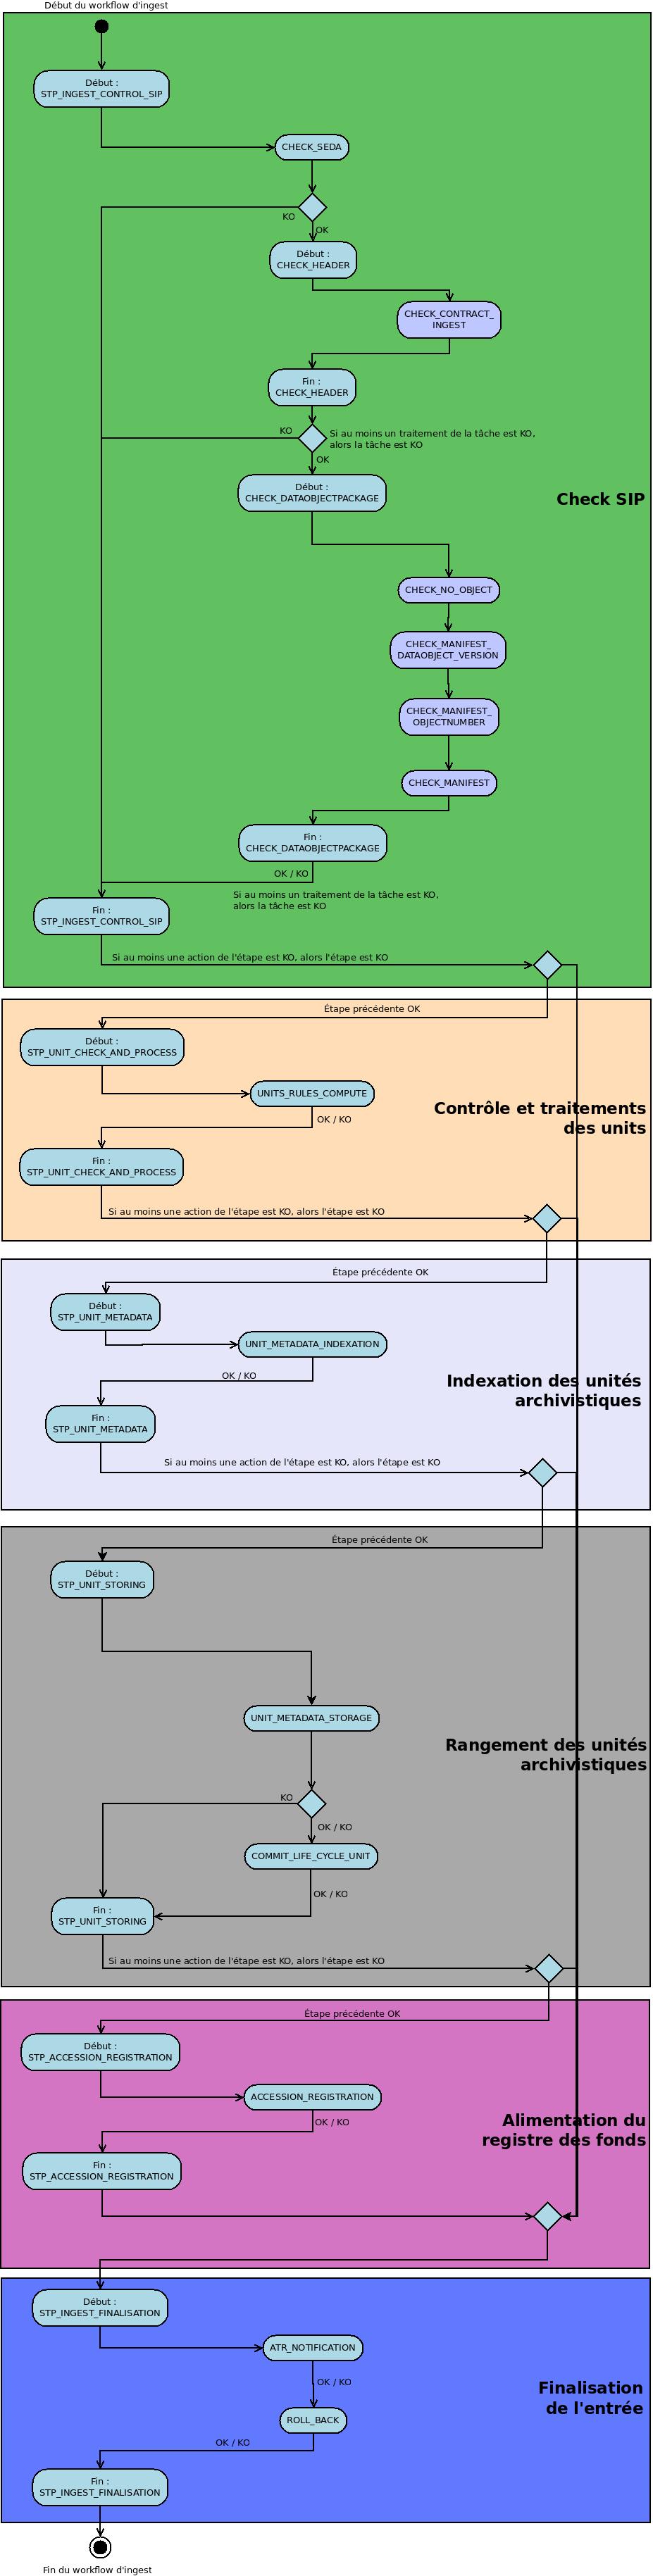 Début du workflow d'ingest
Début :
STP_INGEST_CONTROL_SIP
CHECK_SEDA
KO
OK
Début :
CHECK_HEADER
CHECK_CONTRACT_
INGEST
Fin :
CHECK_HEADER
KO
Si au moins un traitement de la tâche est KO,
alors la tâche est KO
OK
Début :
CHECK_DATAOBJECTPACKAGE
Check SIP
CHECK_NO_OBJECT
CHECK_MANIFEST_
DATAOBJECT_VERSION
CHECK_MANIFEST_
OBJECTNUMBER
CHECK_MANIFEST
Fin :
CHECK_DATAOBJECTPACKAGE
OK / KO
Si au moins un traitement de la tâche est KO,
alors la tâche est KO
Fin :
STP_INGEST_CONTROL_SIP
Si au moins une action de l'étape est KO, alors l'étape est KO
Étape précédente OK
Début :
STP_UNIT_CHECK_AND_PROCESS
UNITS_RULES_COMPUTE
Contrôle et traitements
des units
OK / KO
Fin :
STP_UNIT_CHECK_AND_PROCESS
Si au moins une action de l'étape est KO, alors l'étape est KO
Étape précédente OK
Début :
STP_UNIT_METADATA
UNIT_METADATA_INDEXATION
OK / KO
Indexation des unités
archivistiques
Fin :
STP_UNIT_METADATA
Si au moins une action de l'étape est KO, alors l'étape est KO
Étape précédente OK
Début :
STP_UNIT_STORING
UNIT_METADATA_STORAGE
Rangement des unités
archivistiques
KO
OK / KO
COMMIT_LIFE_CYCLE_UNIT
OK / KO
Fin :
STP_UNIT_STORING
Si au moins une action de l'étape est KO, alors l'étape est KO
Étape précédente OK
Début :
STP_ACCESSION_REGISTRATION
ACCESSION_REGISTRATION
Alimentation du
registre des fonds
OK / KO
Fin :
STP_ACCESSION_REGISTRATION
Début :
STP_INGEST_FINALISATION
ATR_NOTIFICATION
OK / KO
Finalisation
de l'entrée
ROLL_BACK
OK / KO
Fin :
STP_INGEST_FINALISATION
Fin du workflow d'ingest